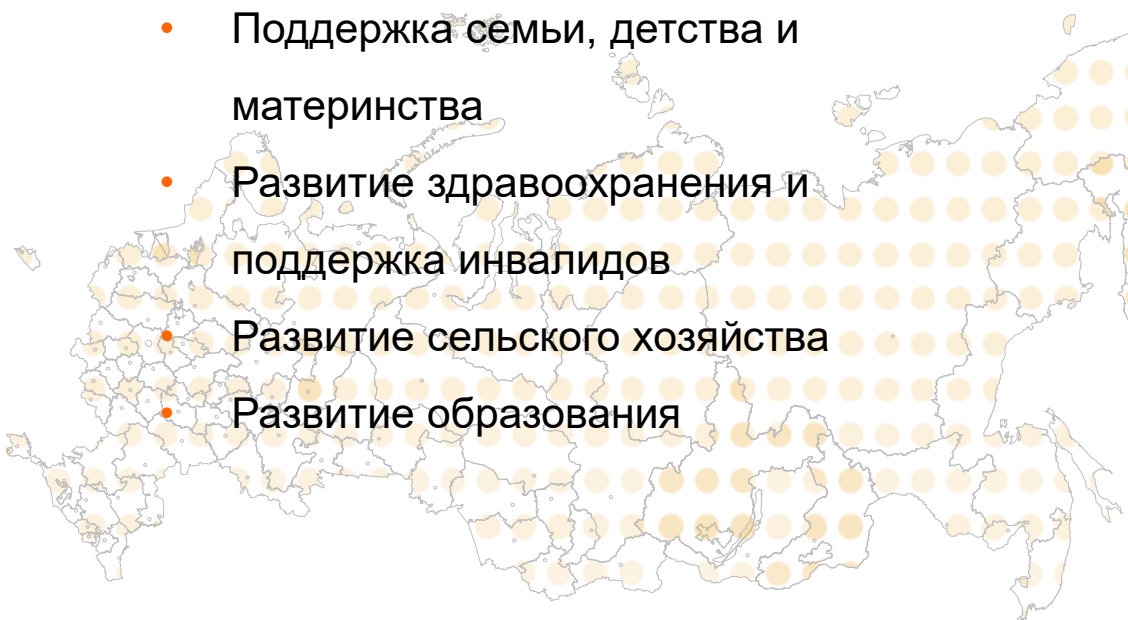 • Поддержка семьи, детства и
материнства
• Развитие здравоохранения и
поддержка инвалидов
• Развитие сельского хозяйства
• Развитие образования